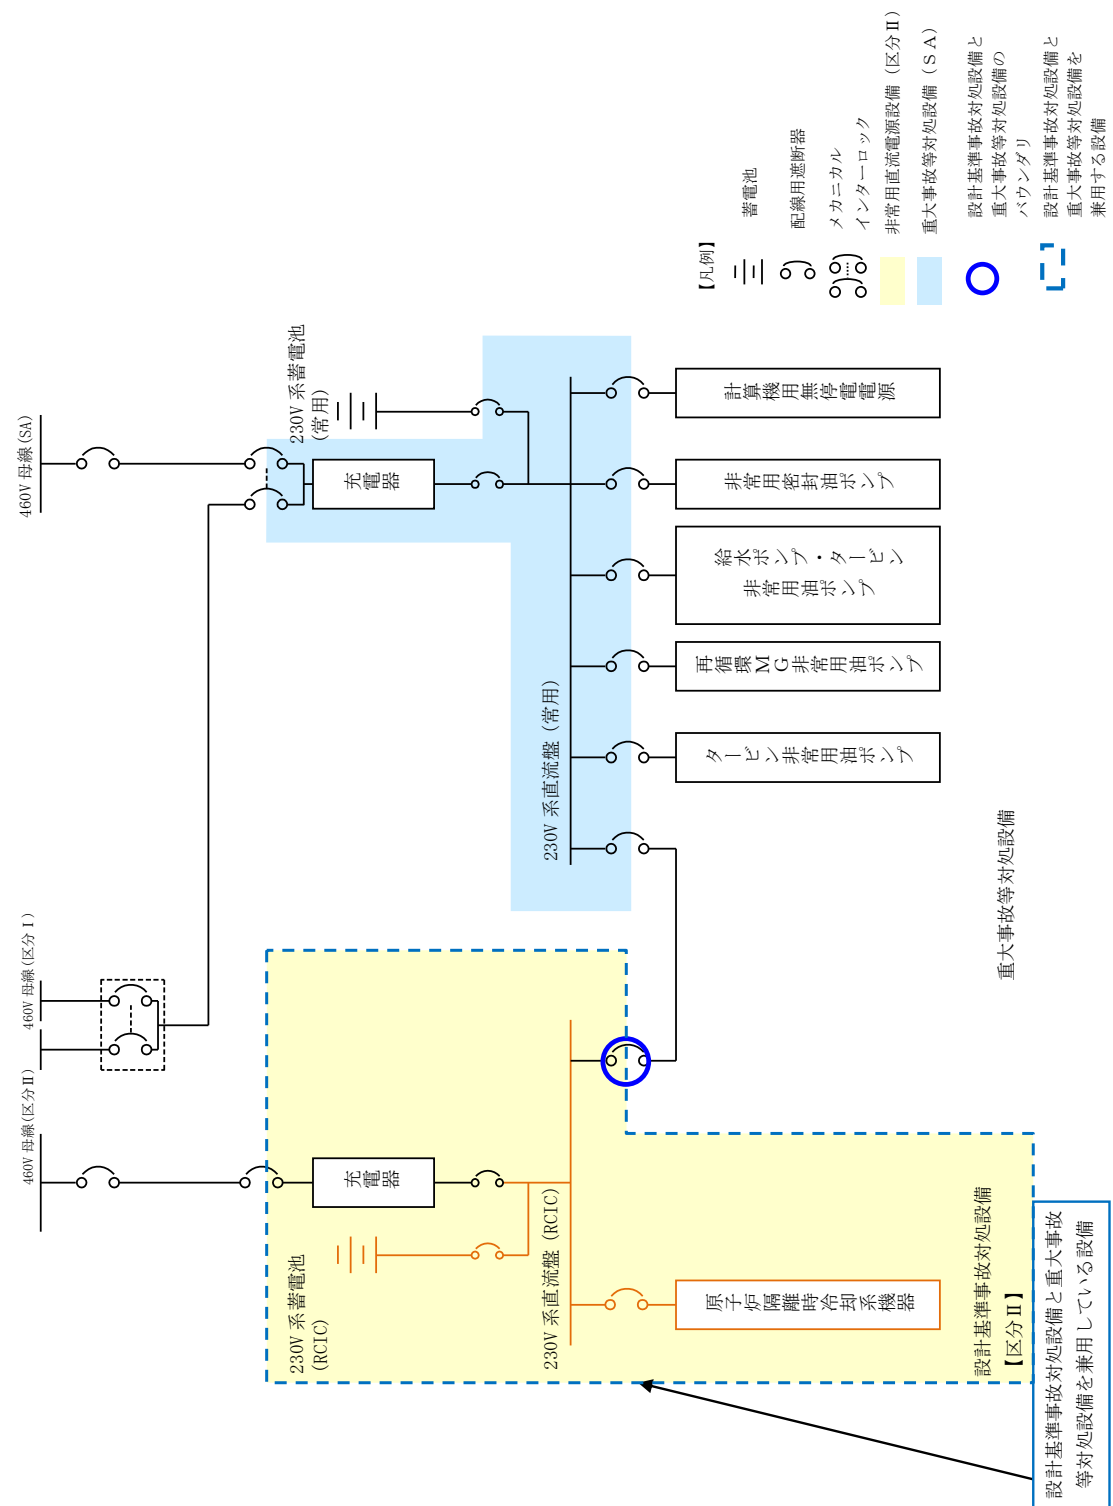 460V 母線(区分Ⅱ)
460V 母線(区分Ⅰ)
460V 母線(SA)
230V 系蓄電池
(RCIC)
充電器
230V 系直流盤 (RCIC)
原子炉隔離時冷却系機器
設計基準事故対処設備
【区分Ⅱ】
設計基準事故対処設備と重大事故
等対処設備を兼用している設備
230V 系蓄電池
(常用)
充電器
230V 系直流盤 (常用)
タービン非常用油ポンプ
再循環MG非常用油ポンプ
給水ポンプ・タービン
非常用油ポンプ
非常用密封油ポンプ
計算機用無停電電源
重大事故等対処設備
【凡例】
蓄電池
配線用遮断器
メカニカル
インターロック
非常用直流電源設備(区分Ⅱ)
重大事故等対処設備(SA)
設計基準事故対処設備と
重大事故等対処設備の
バウンダリ
設計基準事故対処設備と
重大事故等対処設備を
兼用する設備